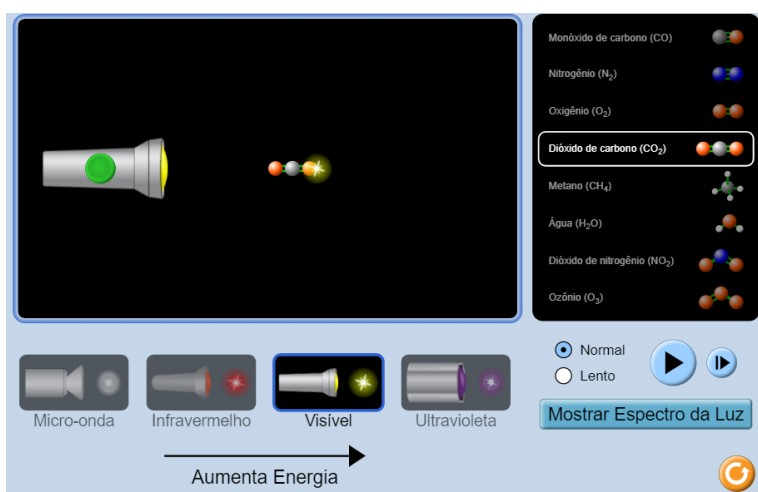 Monóxido de carbono (CO)
Nitrogênio (N₂)
Oxigênio (O₂)
Dióxido de carbono (CO₂)
Metano (CH₄)
Água (H₂O)
Dióxido de nitrogênio (NO₂)
Ozônio (O₃)
Normal
Lento
Mostrar Espectro da Luz
Micro-onda
Infravermelho
Visível
Ultravioleta
Aumenta Energia